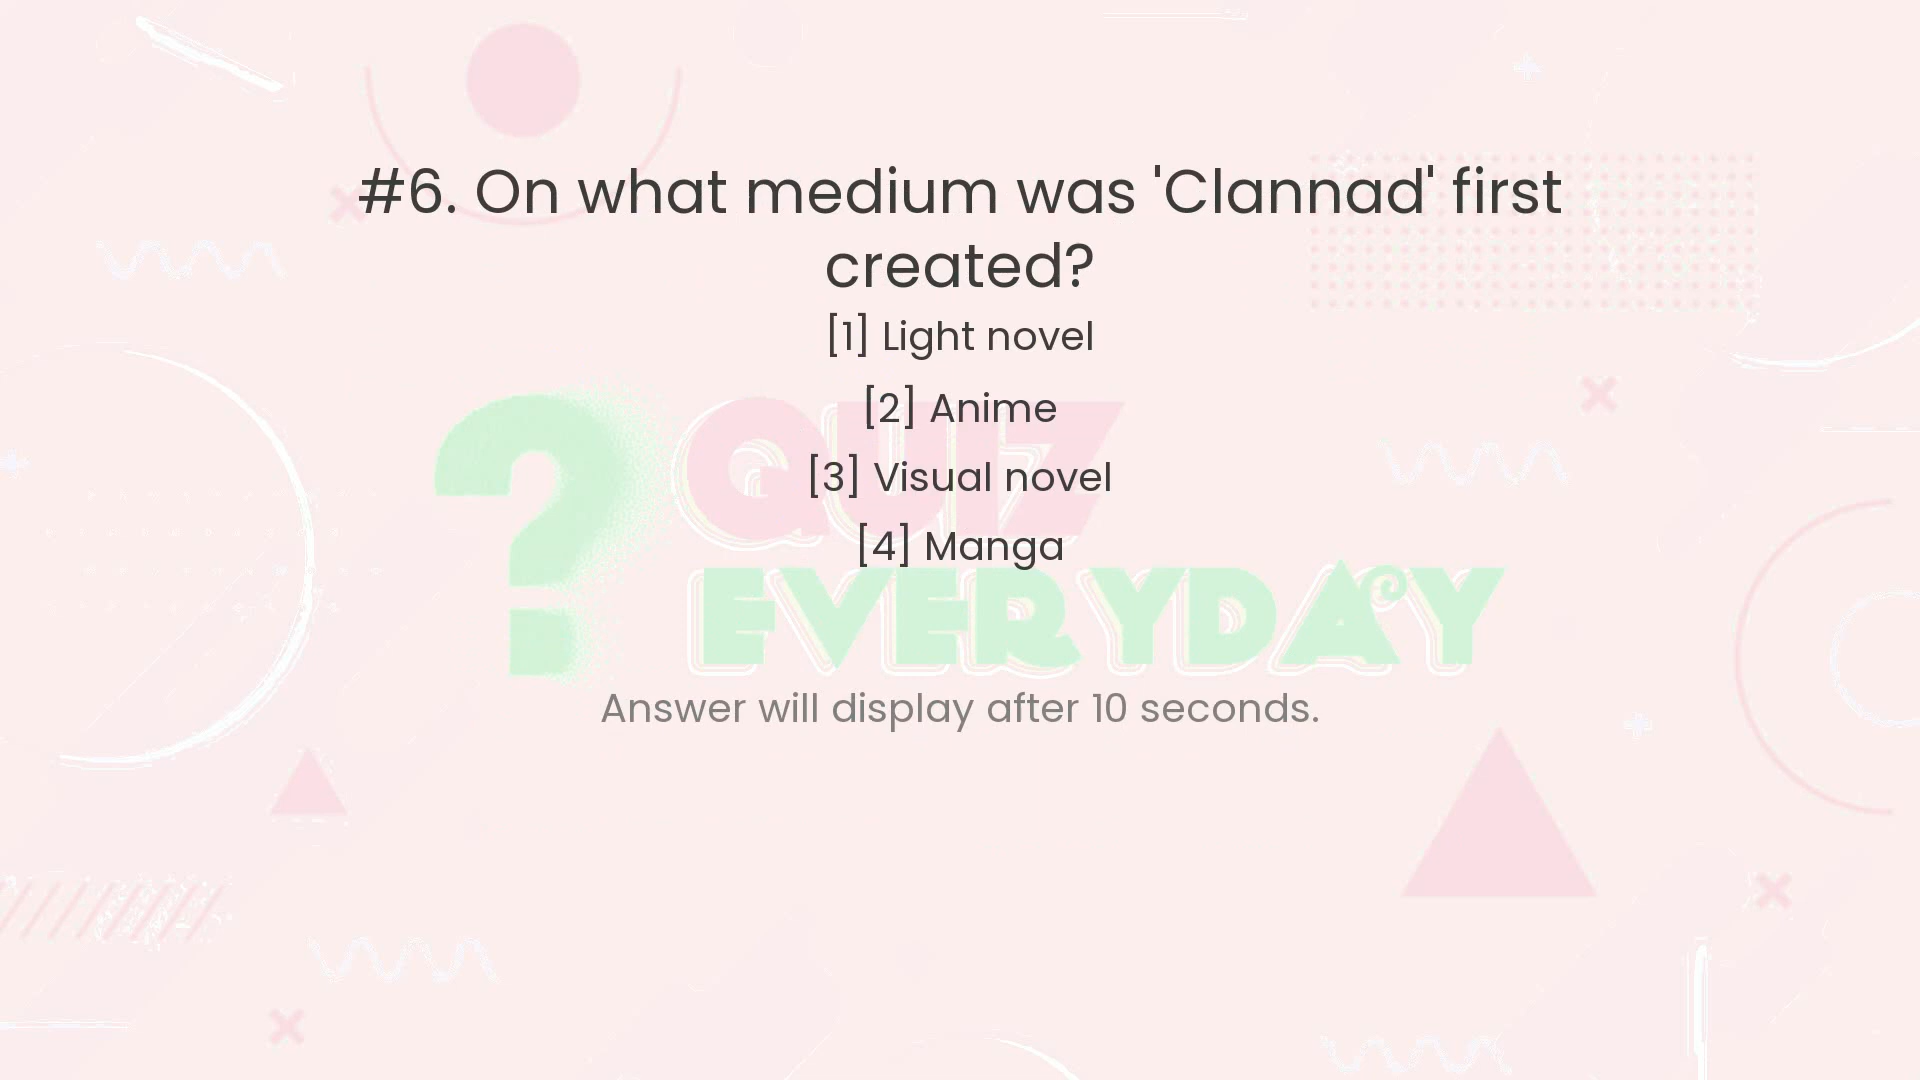 #6. On what medium was 'Clannad' first
created?
[1] Light novel
[2] Anime
[3] Visual novel
[4] Manga
? QUIZ
EVERYDAY
Answer will display after 10 seconds.